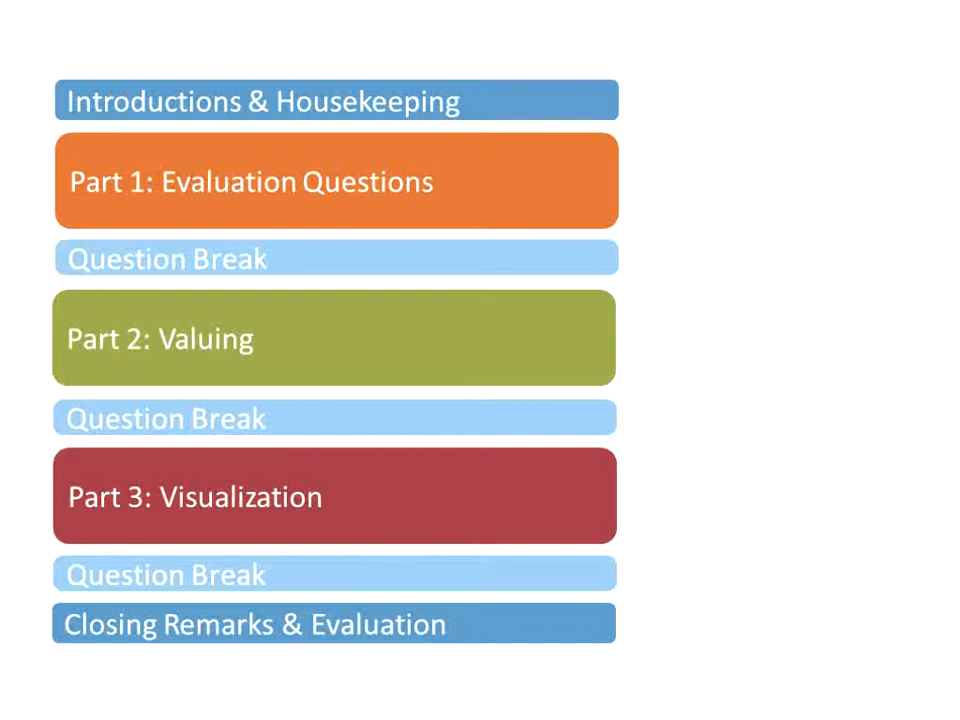 Introductions & Housekeeping
Part 1: Evaluation Questions
Question Break
Part 2: Valuing
Question Break
Part 3: Visualization
Question Break
Closing Remarks & Evaluation